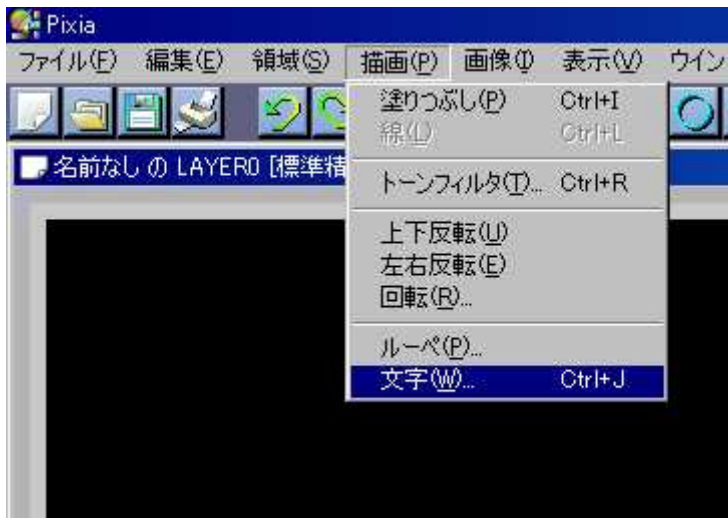 Pixia
ファイル(F) 編集(E) 領域(S) 描画(P) 画像(I) 表示(V) ウイン
塗りつぶし(P) Ctrl+I
線(L) Ctrl+L
名前なし の LAYER0 [標準精
トーンフィルタ(T)... Ctrl+R
上下反転(U)
左右反転(E)
回転(R)...
ルーペ(P)...
文字(W)... Ctrl+J